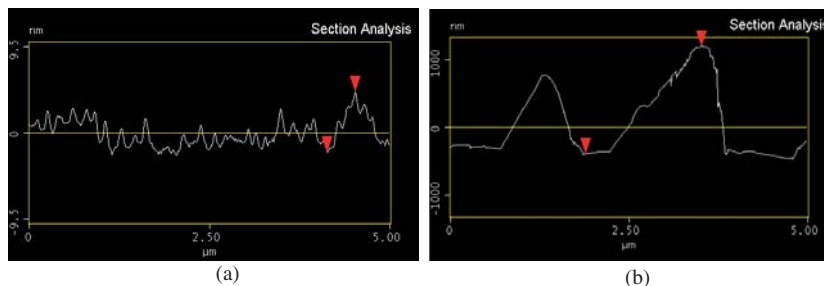 nm
Section Analysis
9.5
0
-9.5
0
2.50
5.00
µm
(a)
nm
Section Analysis
1000
0
-1000
0
2.50
5.00
µm
(b)